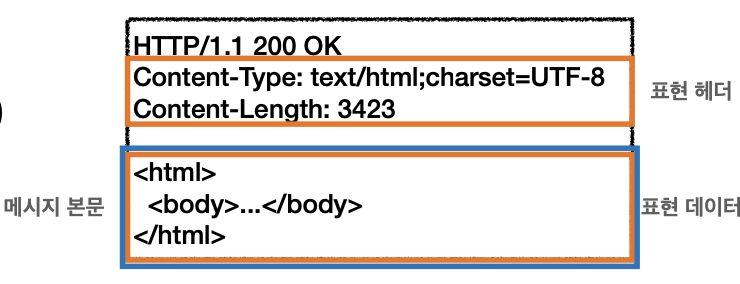 HTTP/1.1 200 OK
Content-Type: text/html;charset=UTF-8
Content-Length: 3423
표현 헤더
<html>
<body>...</body>
</html>
메시지 본문
표현 데이터